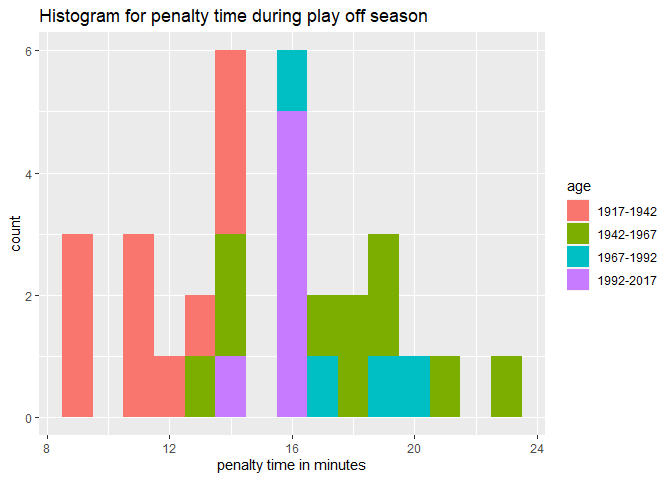 Histogram for penalty time during play off season
6
4
2
0
count
8 12 16 20 24
penalty time in minutes
age
1917-1942
1942-1967
1967-1992
1992-2017